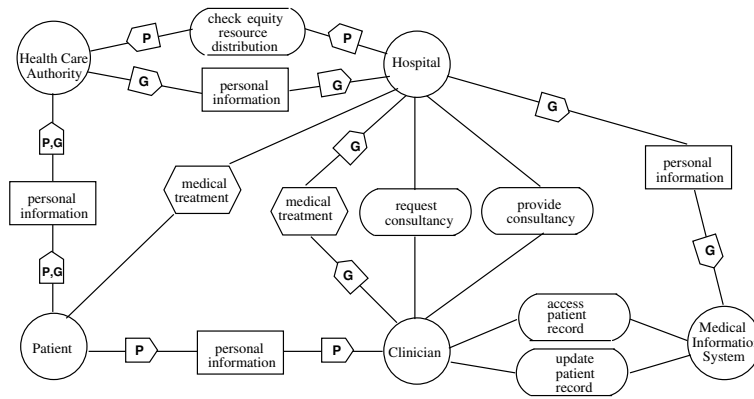 check equity
resource
distribution
P
P
Health Care
Authority
Hospital
G
personal
information
G
G
P,G
G
medical
treatment
medical
treatment
request
consultancy
provide
consultancy
personal
information
personal
information
P,G
G
G
access
patient
record
Patient
P
personal
information
P
Clinician
Medical
Information
System
update
patient
record